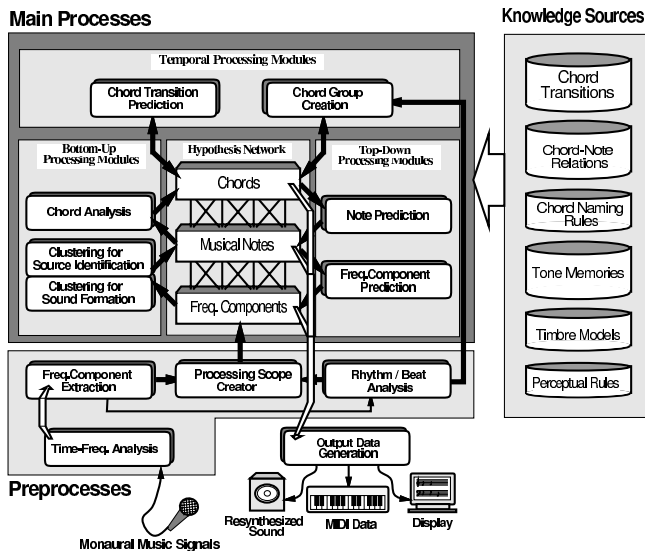 Main Processes
Knowledge Sources
Temporal Processing Modules
Chord Transition
Prediction
Chord Group
Creation
Bottom-Up
Processing Modules
Hypothesis Network
Top-Down
Processing Modules
Chords
Chord Analysis
Note Prediction
Musical Notes
Clustering for
Source Identification
Clustering for
Sound Formation
Freq.Component
Prediction
Freq. Components
Freq.Component
Extraction
Processing Scope
Creator
Rhythm / Beat
Analysis
Time-Freq. Analysis
Output Data
Generation
Preprocesses
Monaural Music Signals
Resynthesized
Sound
MIDI Data
Display
Chord
Transitions
Chord-Note
Relations
Chord Naming
Rules
Tone Memories
Timbre Models
Perceptual Rules